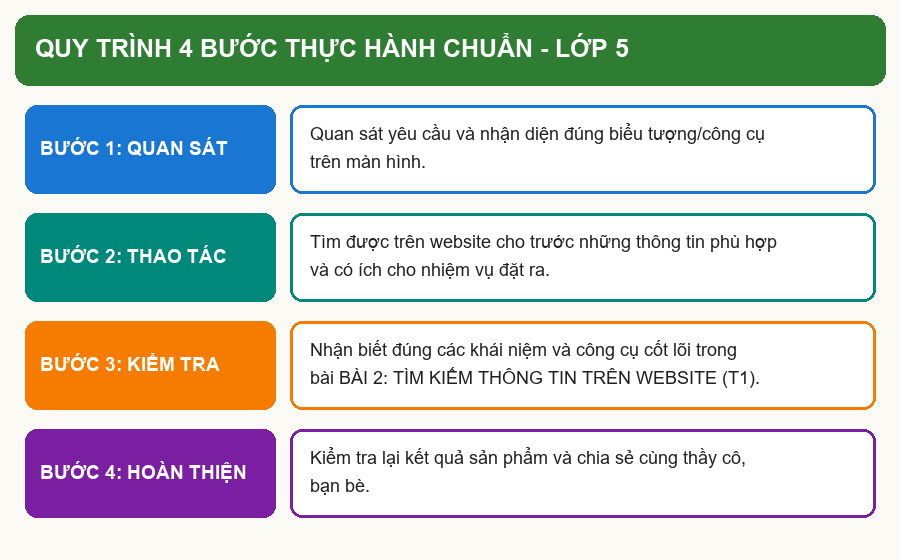 QUY TRÌNH 4 BƯỚC THỰC HÀNH CHUẨN - LỚP 5
BƯỚC 1: QUAN SÁT
Quan sát yêu cầu và nhận diện đúng biểu tượng/công cụ
trên màn hình.
BƯỚC 2: THAO TÁC
Tìm được trên website cho trước những thông tin phù hợp
và có ích cho nhiệm vụ đặt ra.
BƯỚC 3: KIỂM TRA
Nhận biết đúng các khái niệm và công cụ cốt lõi trong
bài BÀI 2: TÌM KIẾM THÔNG TIN TRÊN WEBSITE (T1).
BƯỚC 4: HOÀN THIỆN
Kiểm tra lại kết quả sản phẩm và chia sẻ cùng thầy cô,
bạn bè.